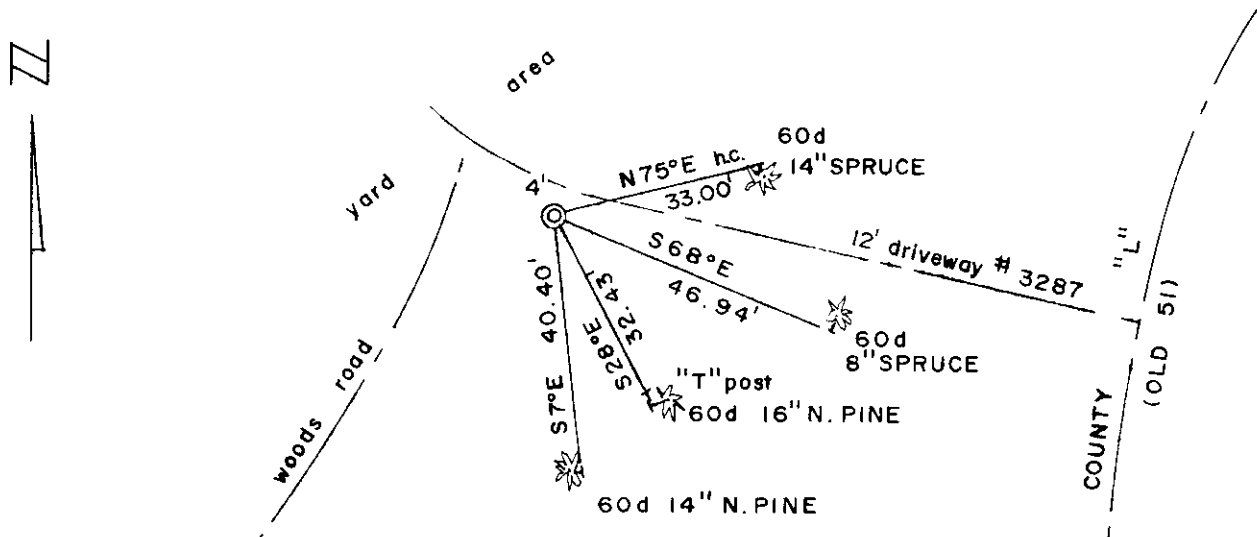 N
area
yard
4'
N75°E h.c.
33.00'
60d
14" SPRUCE
S68°E
46.94'
12' driveway # 3287
60d
8" SPRUCE
40.40'
S7°E
32.43'
S28°E
"T" post
60d 16" N. PINE
60d 14" N. PINE
woods road
COUNTY "L"
(OLD 51)